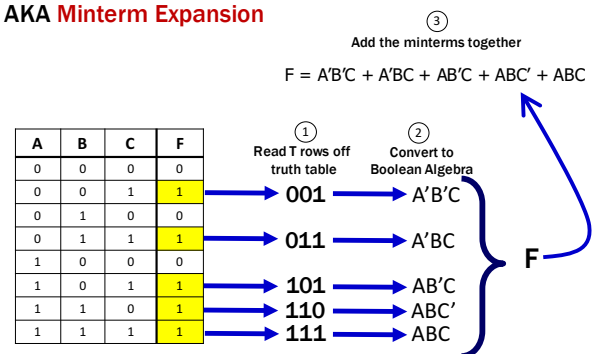 AKA Minterm Expansion
3
Add the minterms together
F = A'B'C + A'BC + AB'C + ABC' + ABC
1
Read T rows off
truth table
2
Convert to
Boolean Algebra
A B C F
0 0 0 0
0 0 1 1
0 1 0 0
0 1 1 1
1 0 0 0
1 0 1 1
1 1 0 1
1 1 1 1
001 A'B'C
011 A'BC
101 AB'C
110 ABC'
111 ABC
F